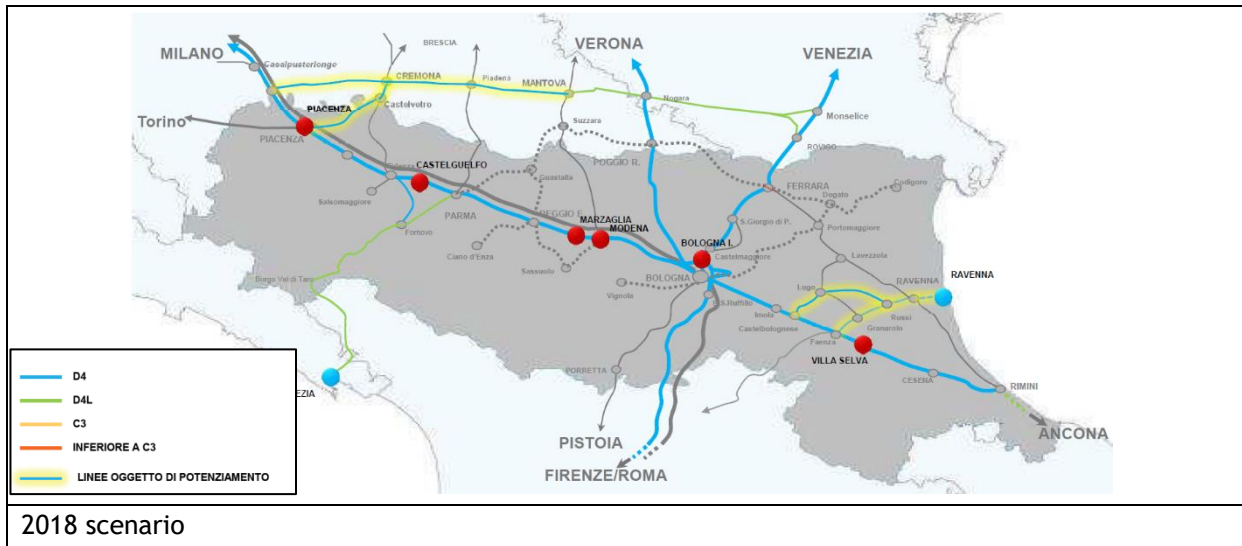 MILANO
BRESCIA
VERONA
VENEZIA
Casalpusterlengo
CREMONA
Piadena
MANTOVA
Castelvetro
Nogara
Monselice
PIACENZA
Torino
PIACENZA
Suzzara
ROVIGO
CASTELGUELFO
POGGIO R.
Guastalla
FERRARA
Codigoro
Dogato
Salsomaggiore
PARMA
REGGIO E.
MARZAGLIA
MODENA
S.Giorgio di P.
Portomaggiore
Fornovo
BOLOGNA I.
Castelmaggiore
Ciano d'Enza
Sassuolo
Lavezzola
BOLOGNA
RAVENNA
RAVENNA
Borgo Val di Taro
Vignola
Lugo
S.Ruffillo
Imola
Russi
Castelbolognese
Granarolo
Faenza
VILLA SELVA
PORRETTA
CESENA
RIMINI
EZIA
PISTOIA
ANCONA
FIRENZE/ROMA
D4
D4L
C3
INFERIORE A C3
LINEE OGGETTO DI POTENZIAMENTO
2018 scenario